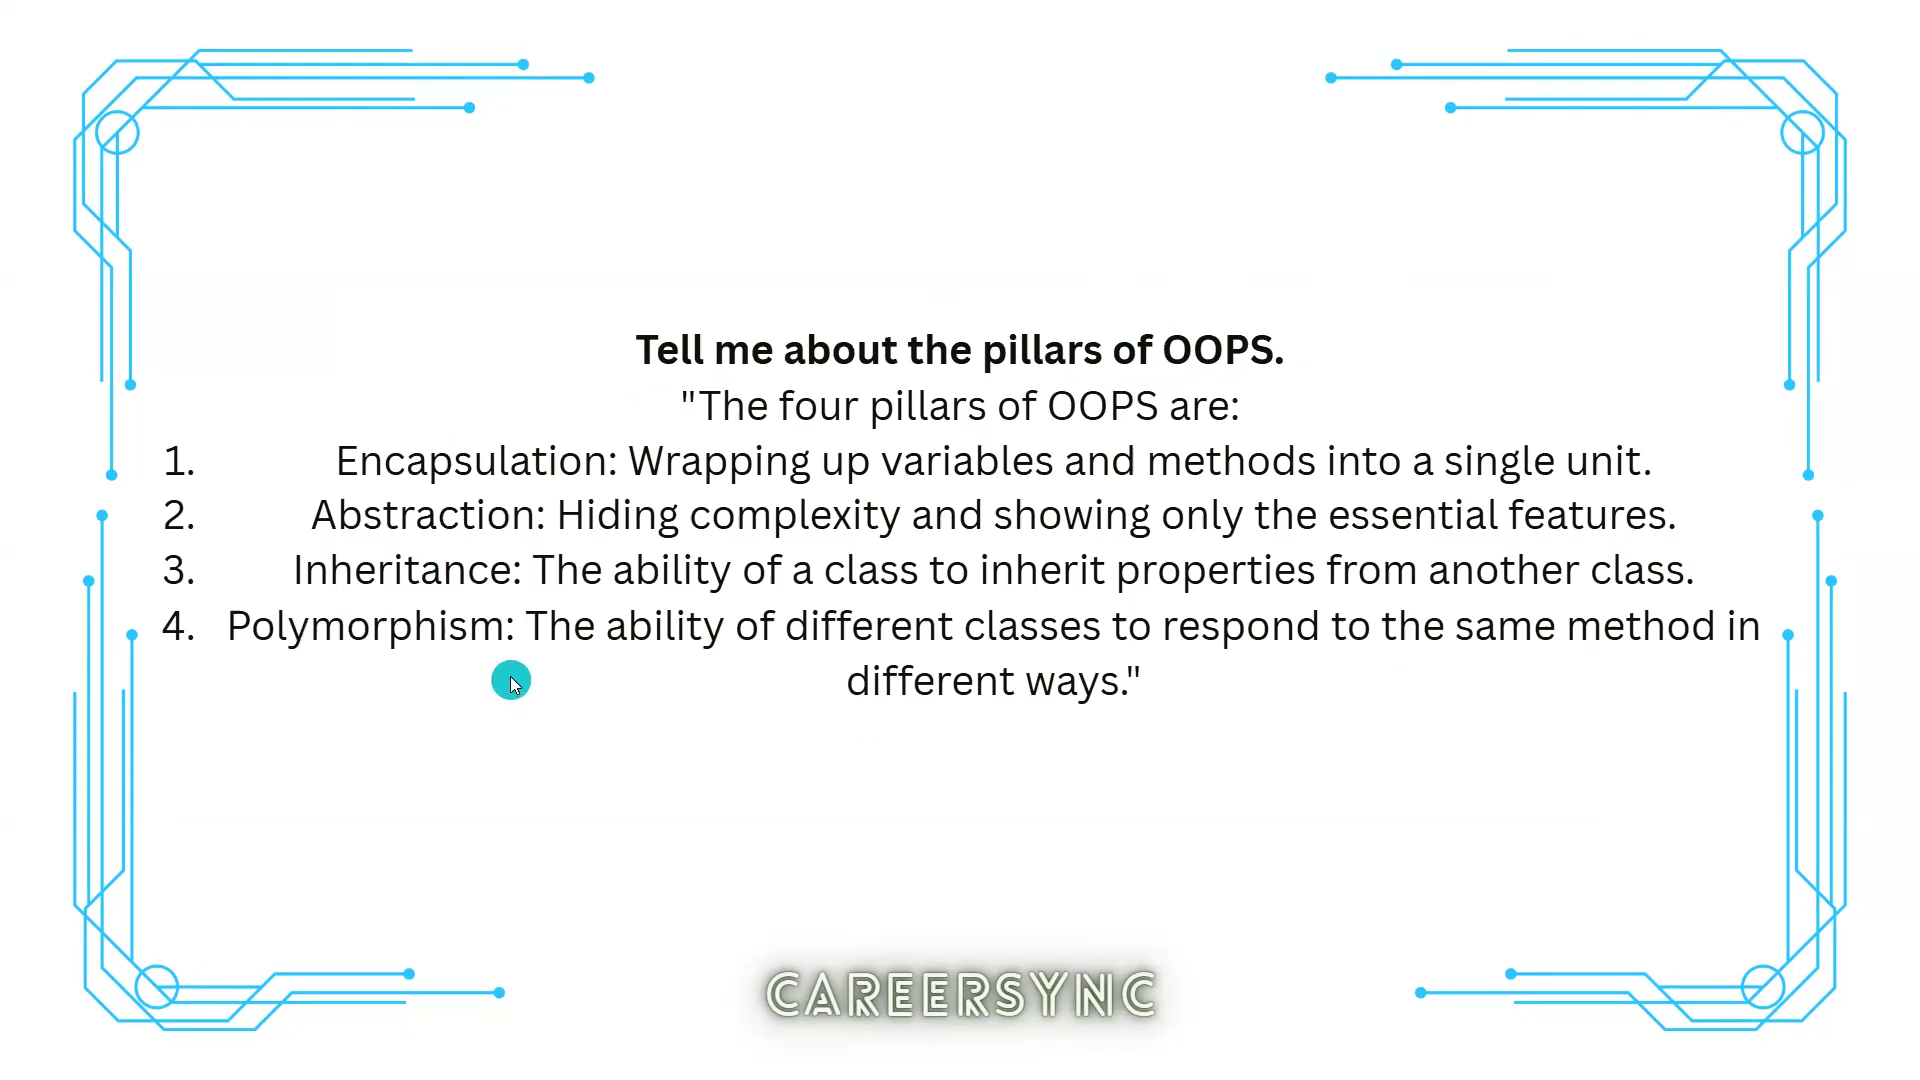 Tell me about the pillars of OOPS.
"The four pillars of OOPS are:
1. Encapsulation: Wrapping up variables and methods into a single unit.
2. Abstraction: Hiding complexity and showing only the essential features.
3. Inheritance: The ability of a class to inherit properties from another class.
4. Polymorphism: The ability of different classes to respond to the same method in
different ways."
CAREERSYNC